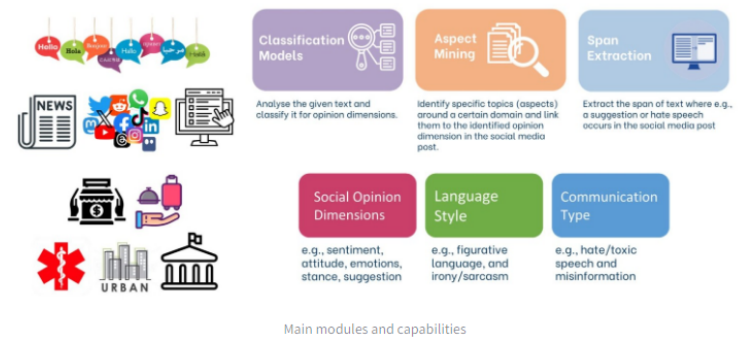 Hello
Hola
Bonjour
Hallo
مرحبا
NEWS
Classification
Models
Analyse the given text and
classify it for opinion dimensions.
Aspect
Mining
Identify specific topics (aspects)
around a certain domain and link
them to the identified opinion
dimension in the social media
post.
Span
Extraction
Extract the span of text where e.g.,
a suggestion or hate speech
occurs in the social media post
URBAN
Social Opinion
Dimensions
e.g., sentiment,
attitude, emotions,
stance, suggestion
Language
Style
e.g., figurative
language, and
irony/sarcasm
Communication
Type
e.g., hate/toxic
speech and
misinformation
Main modules and capabilities